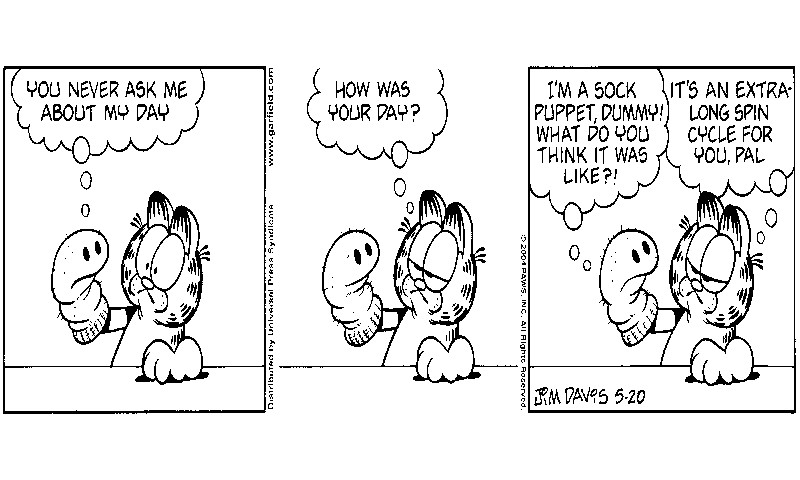 YOU NEVER ASK ME
ABOUT MY DAY
www.garfield.com
Distributed by Universal Press Syndicate
HOW WAS
YOUR DAY?
© 2004 PAWS, INC. All Rights Reserved.
I'M A SOCK
PUPPET, DUMMY!
WHAT DO YOU
THINK IT WAS
LIKE?!
IT'S AN EXTRA-
LONG SPIN
CYCLE FOR
YOU, PAL
JIM DAVIS 5-20